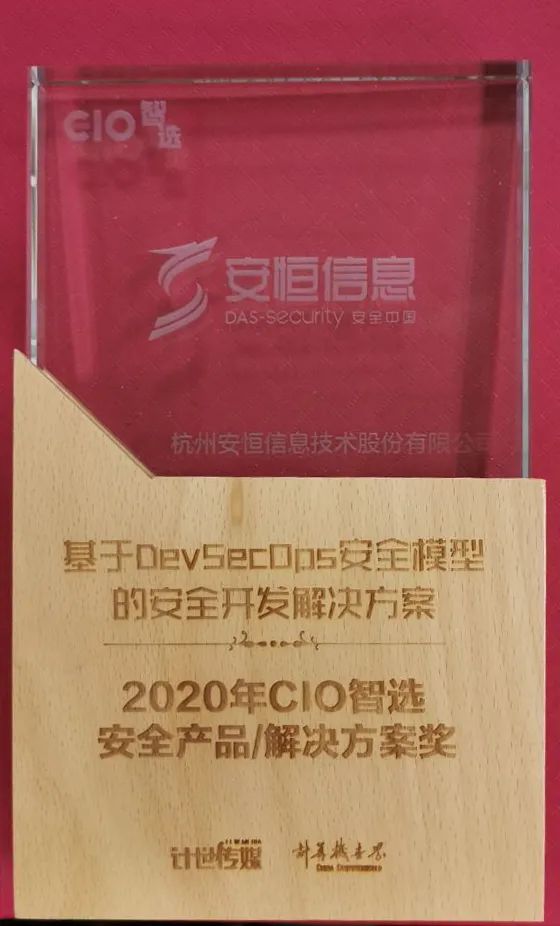 CIO智选
安恒信息
DAS-Security 安全中国
杭州安恒信息技术股份有限公司
基于DevSecOps安全模型
的安全开发解决方案
2020年CIO智选
安全产品/解决方案奖
计世传媒 计算机世界
CHINA COMPUTERWORLD